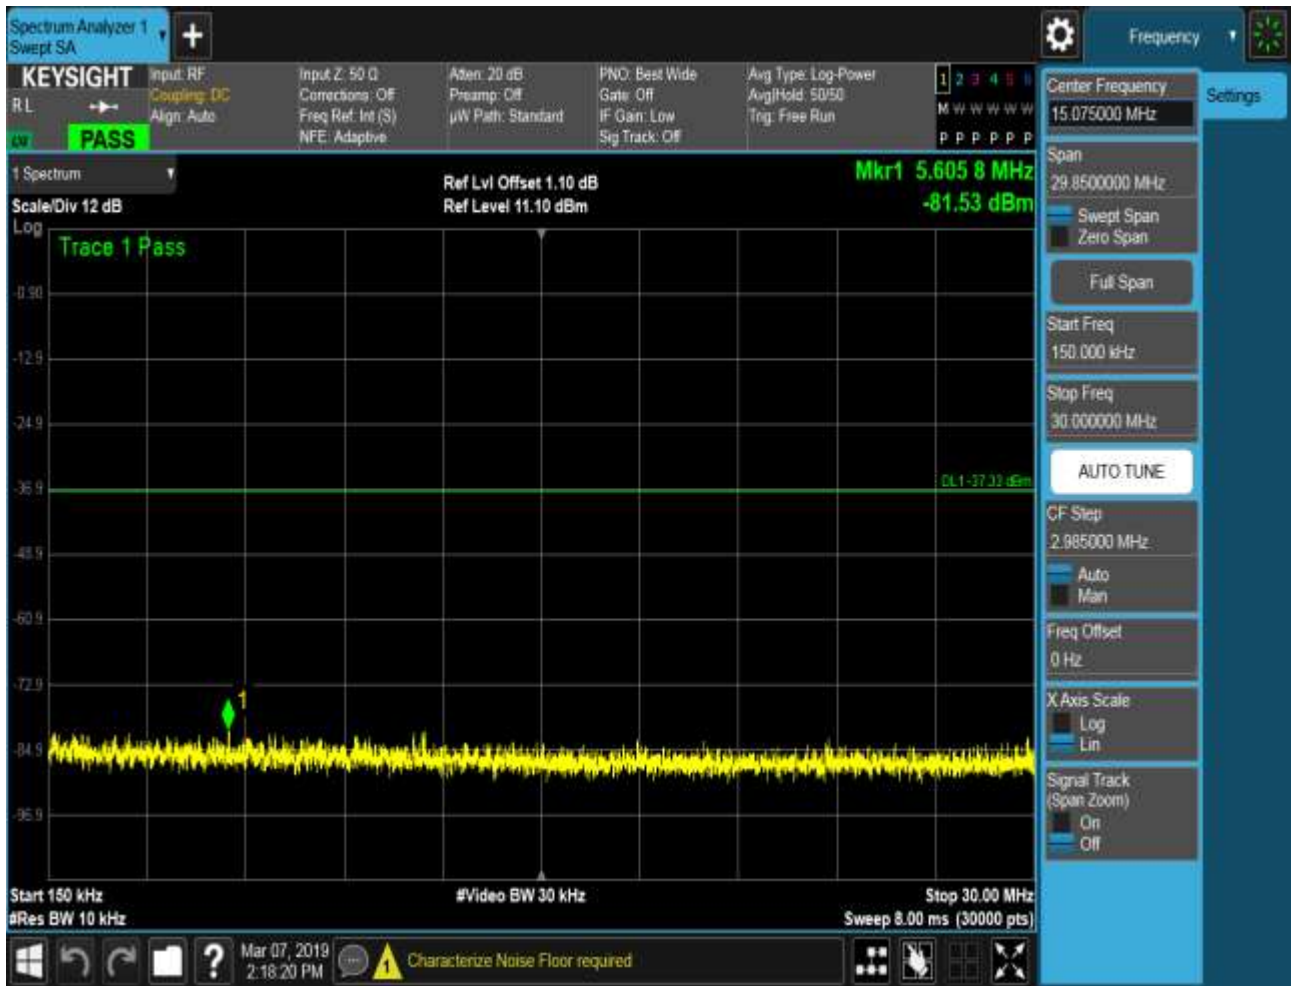 Spectrum Analyzer 1
Swept SA
Frequency
KEYSIGHT
R L
PASS
Input: RF
Coupling: DC
Align: Auto
Input Z: 50 Ω
Corrections: Off
Freq Ref: Int (S)
NFE: Adaptive
Atten: 20 dB
Preamp: Off
µW Path: Standard
PNO: Best Wide
Gate: Off
IF Gain: Low
Sig Track: Off
Avg Type: Log-Power
Avg|Hold: 50/50
Trig: Free Run
1 2 3 4 5 6
M W W W W W
P P P P P P
1 Spectrum
Scale/Div 12 dB
Log
Ref Lvl Offset 1.10 dB
Ref Level 11.10 dBm
Mkr1 5.605 8 MHz
-81.53 dBm
Trace 1 Pass
-0.90
-12.9
-24.9
-36.9
DL1 -37.33 dBm
-48.9
-60.9
-72.9
1
-84.9
-96.9
Start 150 kHz
#Video BW 30 kHz
Stop 30.00 MHz
#Res BW 10 kHz
Sweep 8.00 ms (30000 pts)
Center Frequency
15.075000 MHz
Settings
Span
29.8500000 MHz
Swept Span
Zero Span
Full Span
Start Freq
150.000 kHz
Stop Freq
30.000000 MHz
AUTO TUNE
CF Step
2.985000 MHz
Auto
Man
Freq Offset
0 Hz
X Axis Scale
Log
Lin
Signal Track
(Span Zoom)
On
Off
?
Mar 07, 2019
2:18:20 PM
1
Characterize Noise Floor required